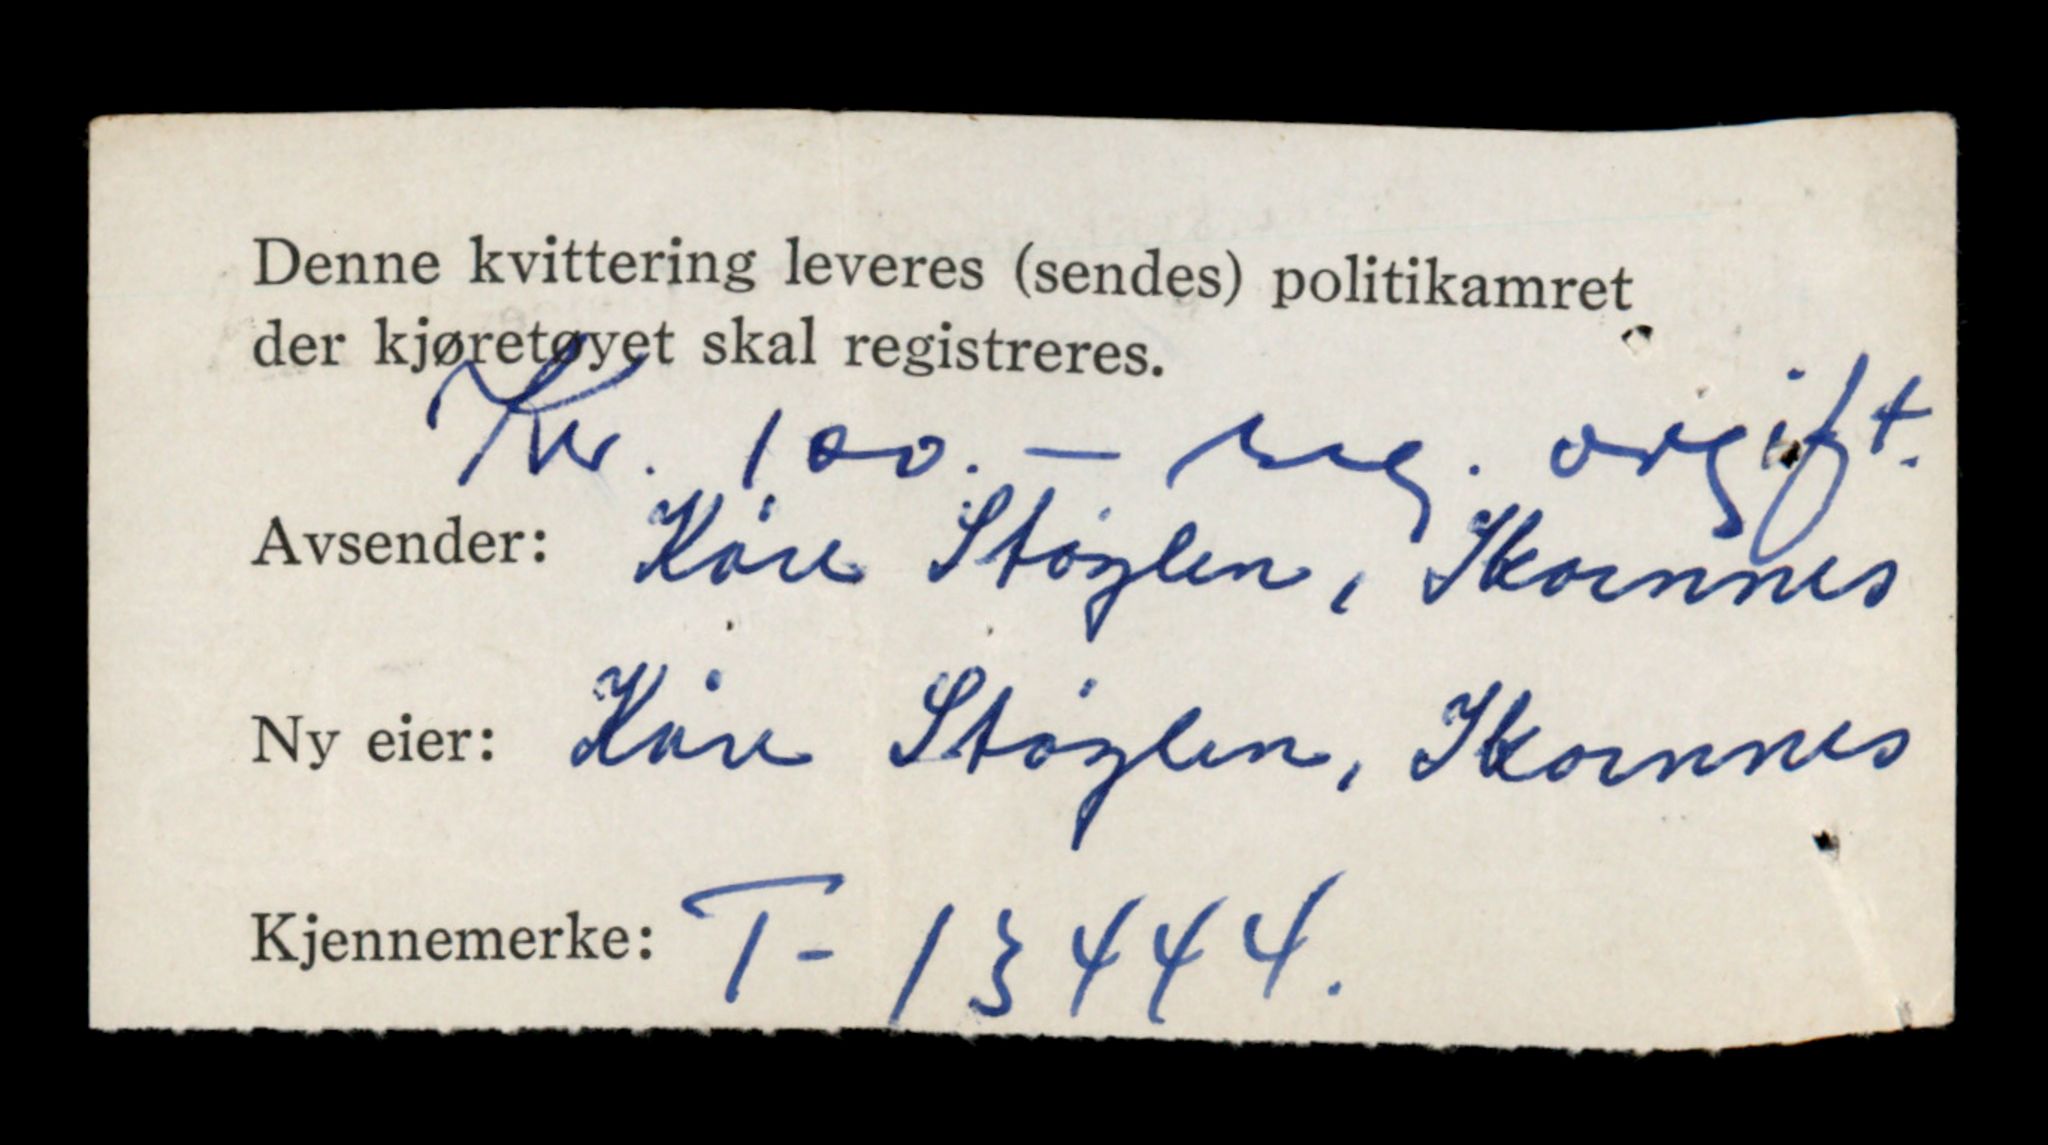 Denne kvittering leveres (sendes) politikamret
der kjøretøyet skal registreres.
Kr. 100.— reg. avgift.
Avsender: Kåre Støylen, Ikornnes
Ny eier: Kåre Støylen, Ikornnes
Kjennemerke: T- 13444.